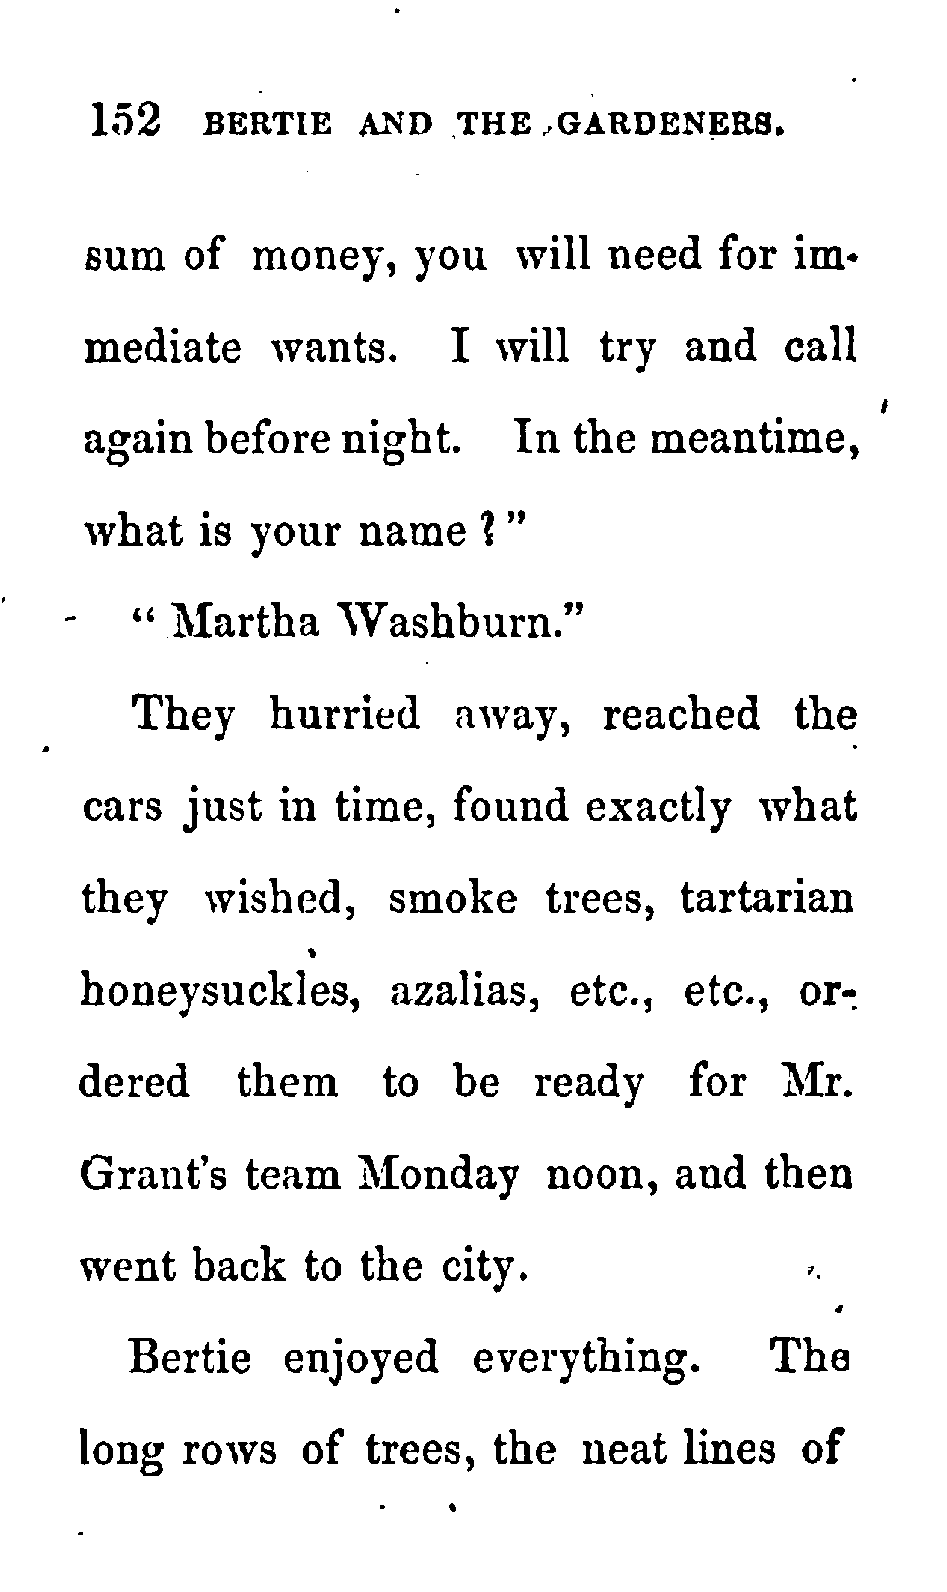 152 BERTIE AND THE GARDENERS.
sum of money, you will need for im-
mediate wants. I will try and call
again before night. In the meantime,
what is your name?"
"Martha Washburn."
They hurried away, reached the
cars just in time, found exactly what
they wished, smoke trees, tartarian
honeysuckles, azalias, etc., etc., or-
dered them to be ready for Mr.
Grant's team Monday noon, and then
went back to the city.
Bertie enjoyed everything. The
long rows of trees, the neat lines of